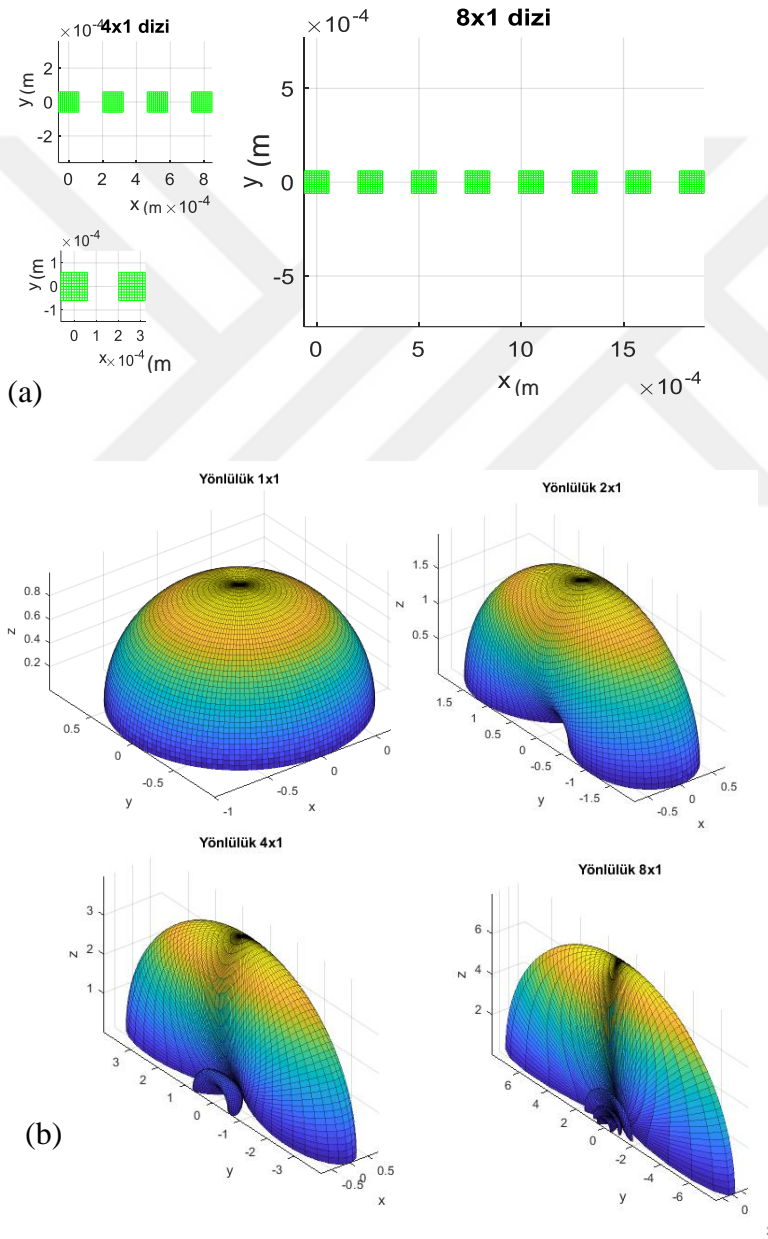 ×10⁻⁴
4x1 dizi
y (m
2
0
-2
0 2 4 6 8
x (m ×10⁻⁴
×10⁻⁴
y (m
1
0
-1
0 1 2 3
x ×10⁻⁴ (m
×10⁻⁴
8x1 dizi
y (m
5
0
-5
0 5 10 15
x (m
×10⁻⁴
(a)
Yönlülük 1x1
z
0.8
0.6
0.4
0.2
0.5
0
-0.5
-1
y
-0.5
0
0
x
Yönlülük 2x1
z
1.5
1
0.5
1.5
1
0.5
0
-0.5
-1
-1.5
y
-0.5
0
0.5
x
Yönlülük 4x1
z
3
2
1
3
2
1
0
-1
-2
-3
y
-0.5
0
0.5
x
Yönlülük 8x1
z
6
4
2
6
4
2
0
-2
-4
-6
y
0
(b)